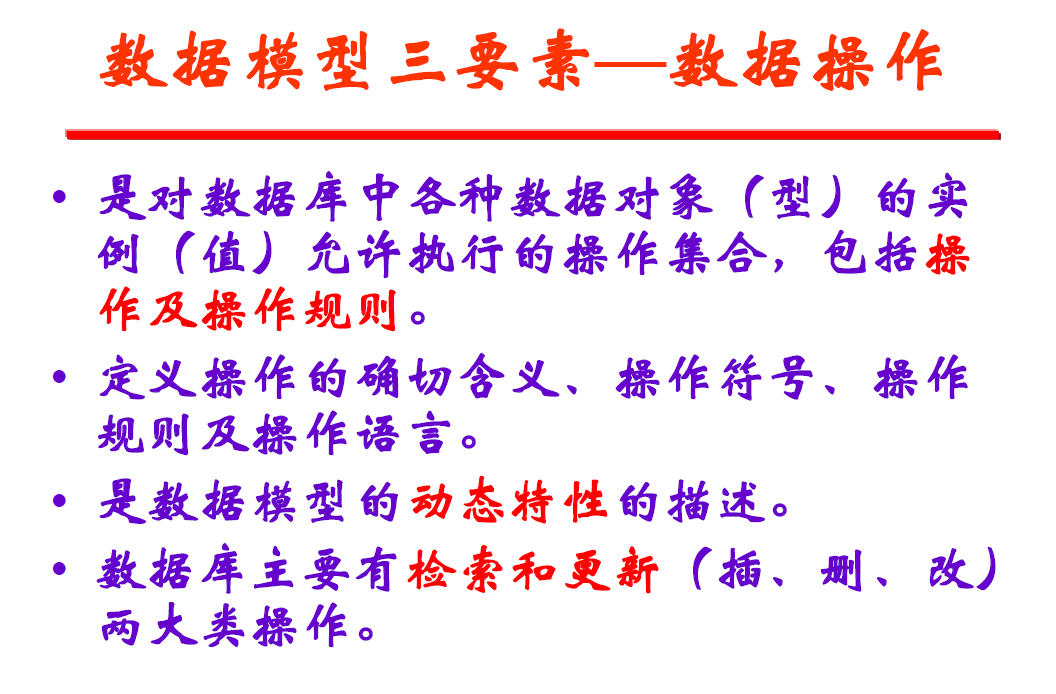 数据模型三要素—数据操作
• 是对数据库中各种数据对象（型）的实
例（值）允许执行的操作集合，包括操
作及操作规则。
• 定义操作的确切含义、操作符号、操作
规则及操作语言。
• 是数据模型的动态特性的描述。
• 数据库主要有检索和更新（插、删、改）
两大类操作。